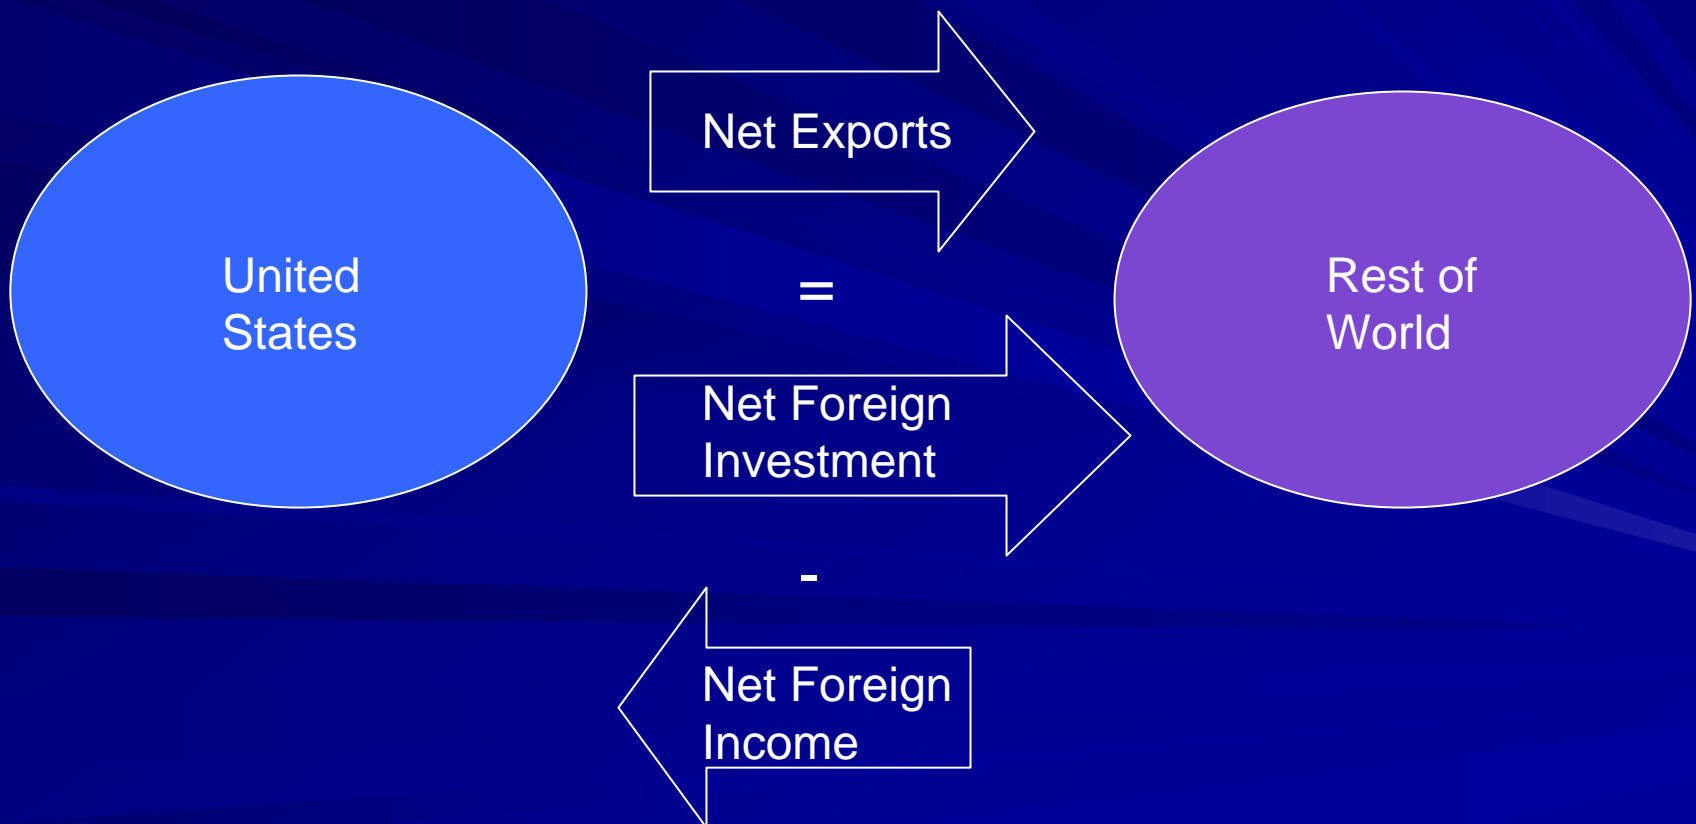 Net Exports
United
States
=
Rest of
World
Net Foreign
Investment
-
Net Foreign
Income